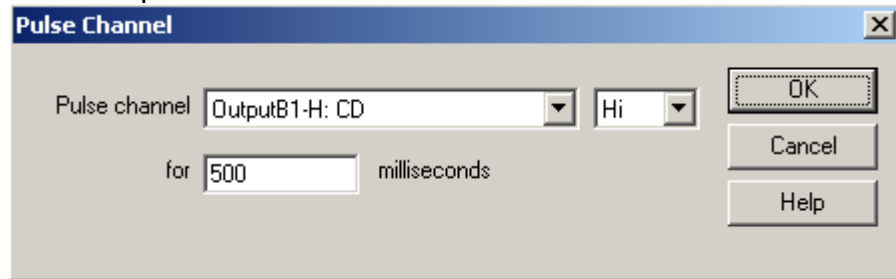 Pulse Channel
Pulse channel OutputB1-H: CD Hi OK
Cancel
for 500 milliseconds
Help